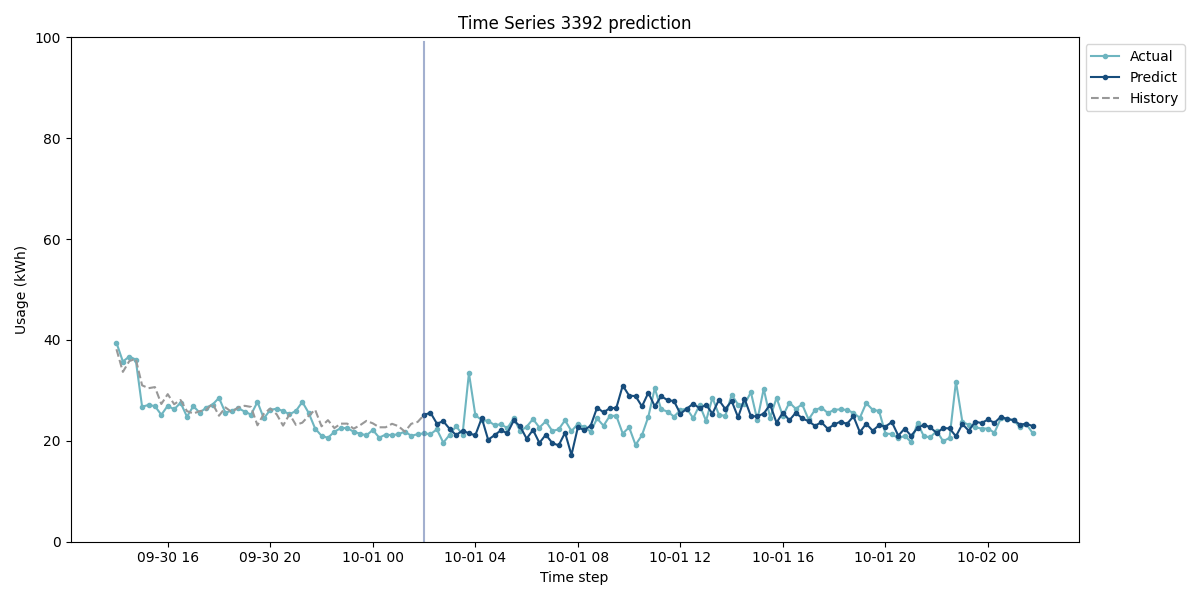 Time Series 3392 prediction
100
80
60
40
20
0
Usage (kWh)
09-30 16
09-30 20
10-01 00
10-01 04
10-01 08
10-01 12
10-01 16
10-01 20
10-02 00
Time step
Actual
Predict
History